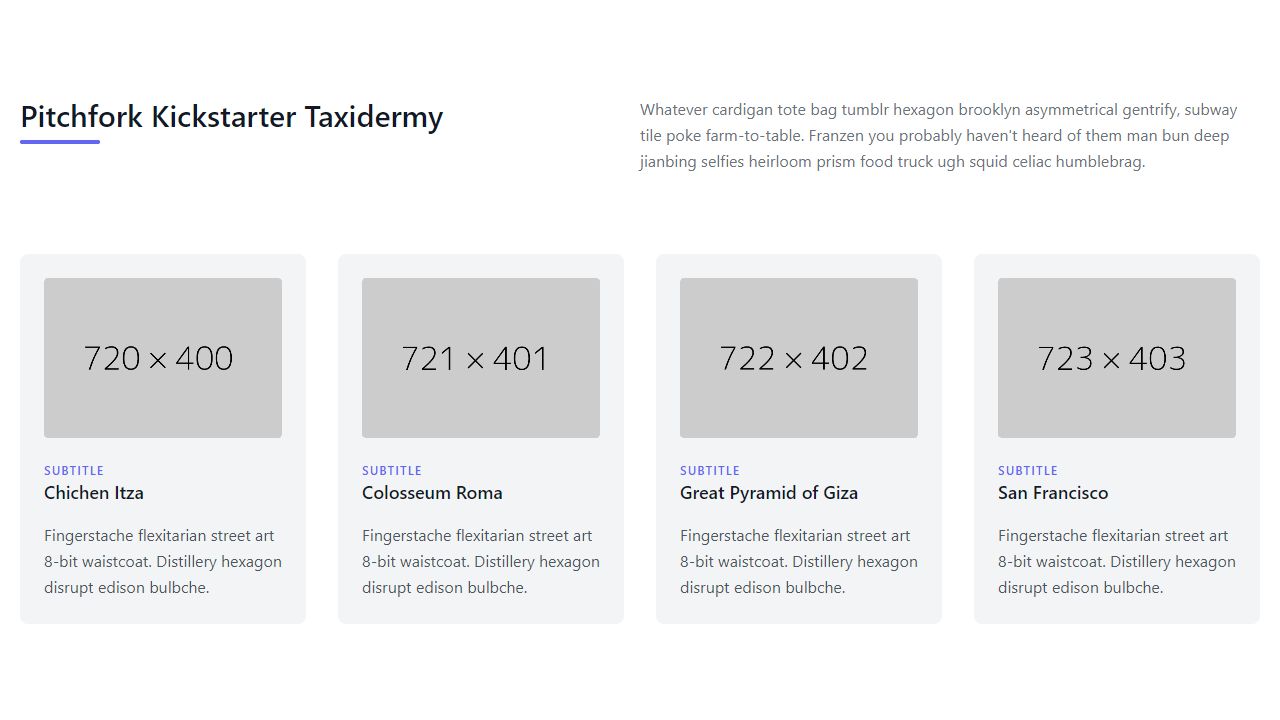 Pitchfork Kickstarter Taxidermy
Whatever cardigan tote bag tumblr hexagon brooklyn asymmetrical gentrify, subway
tile poke farm-to-table. Franzen you probably haven't heard of them man bun deep
jianbing selfies heirloom prism food truck ugh squid celiac humblebrag.
720 × 400
SUBTITLE
Chichen Itza
Fingerstache flexitarian street art
8-bit waistcoat. Distillery hexagon
disrupt edison bulbche.
721 × 401
SUBTITLE
Colosseum Roma
Fingerstache flexitarian street art
8-bit waistcoat. Distillery hexagon
disrupt edison bulbche.
722 × 402
SUBTITLE
Great Pyramid of Giza
Fingerstache flexitarian street art
8-bit waistcoat. Distillery hexagon
disrupt edison bulbche.
723 × 403
SUBTITLE
San Francisco
Fingerstache flexitarian street art
8-bit waistcoat. Distillery hexagon
disrupt edison bulbche.